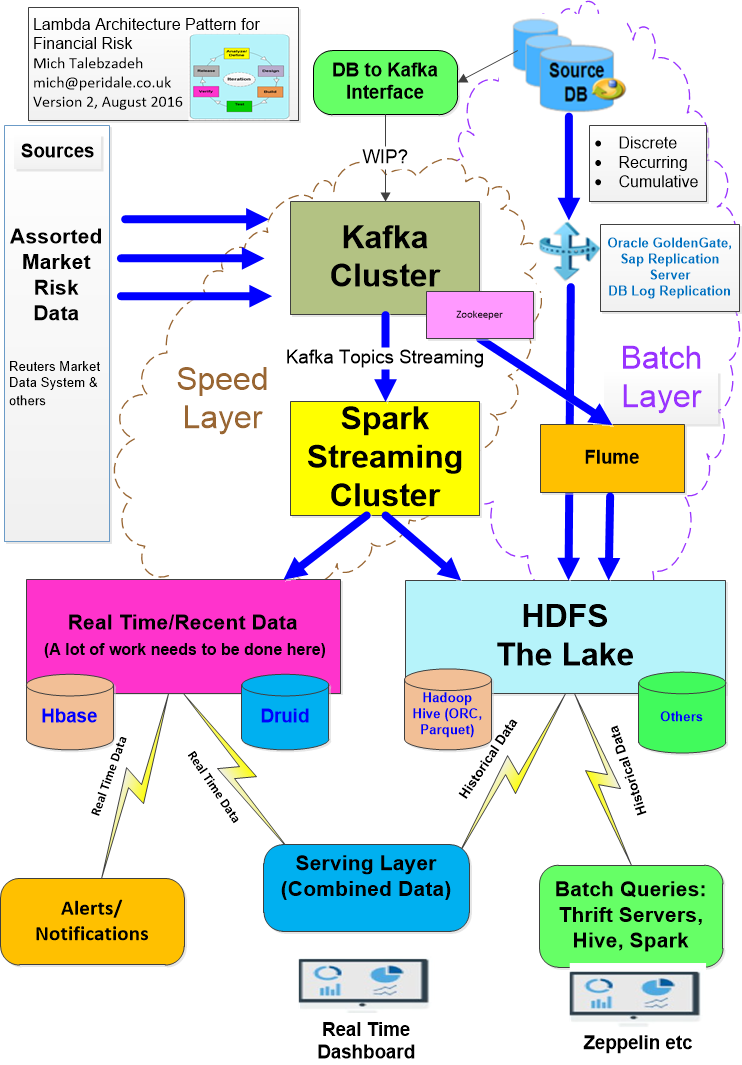 Lambda Architecture Pattern for
Financial Risk
Mich Talebzadeh
mich@peridale.co.uk
Version 2, August 2016
Analyze/
Define
Release
Design
Iteration
Verify
Build
Test
DB to Kafka
Interface
Source
DB
Sources
WIP?
Discrete
Recurring
Cumulative
Assorted
Market
Risk
Data
Kafka
Cluster
Oracle GoldenGate,
Sap Replication
Server
DB Log Replication
Zookeeper
Reuters Market
Data System &
others
Kafka Topics Streaming
Speed
Layer
Batch
Layer
Spark
Streaming
Cluster
Flume
Real Time/Recent Data
(A lot of work needs to be done here)
HDFS
The Lake
Hbase
Druid
Hadoop
Hive (ORC,
Parquet)
Others
Real Time Data
Real Time Data
Historical Data
Historical Data
Alerts/
Notifications
Serving Layer
(Combined Data)
Batch Queries:
Thrift Servers,
Hive, Spark
Real Time
Dashboard
Zeppelin etc